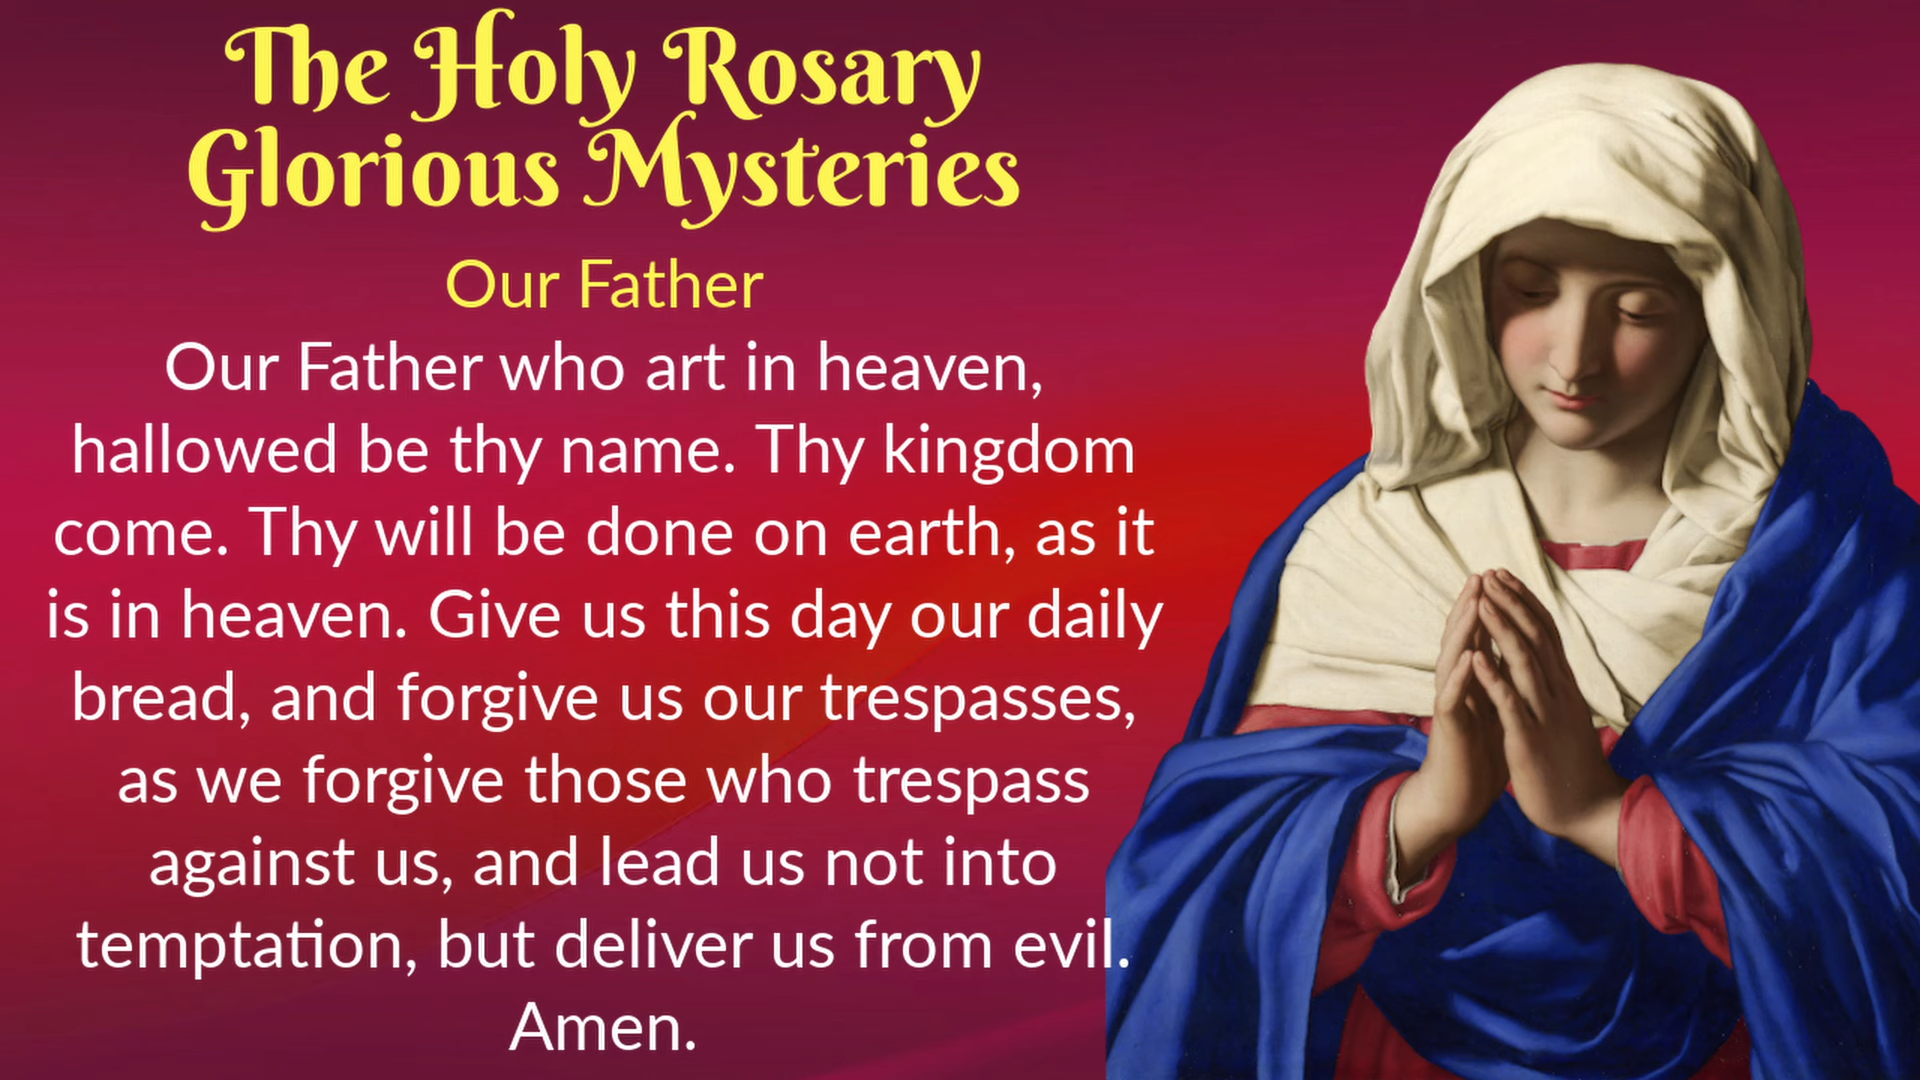 The Holy Rosary
Glorious Mysteries
Our Father
Our Father who art in heaven,
hallowed be thy name. Thy kingdom
come. Thy will be done on earth, as it
is in heaven. Give us this day our daily
bread, and forgive us our trespasses,
as we forgive those who trespass
against us, and lead us not into
temptation, but deliver us from evil.
Amen.